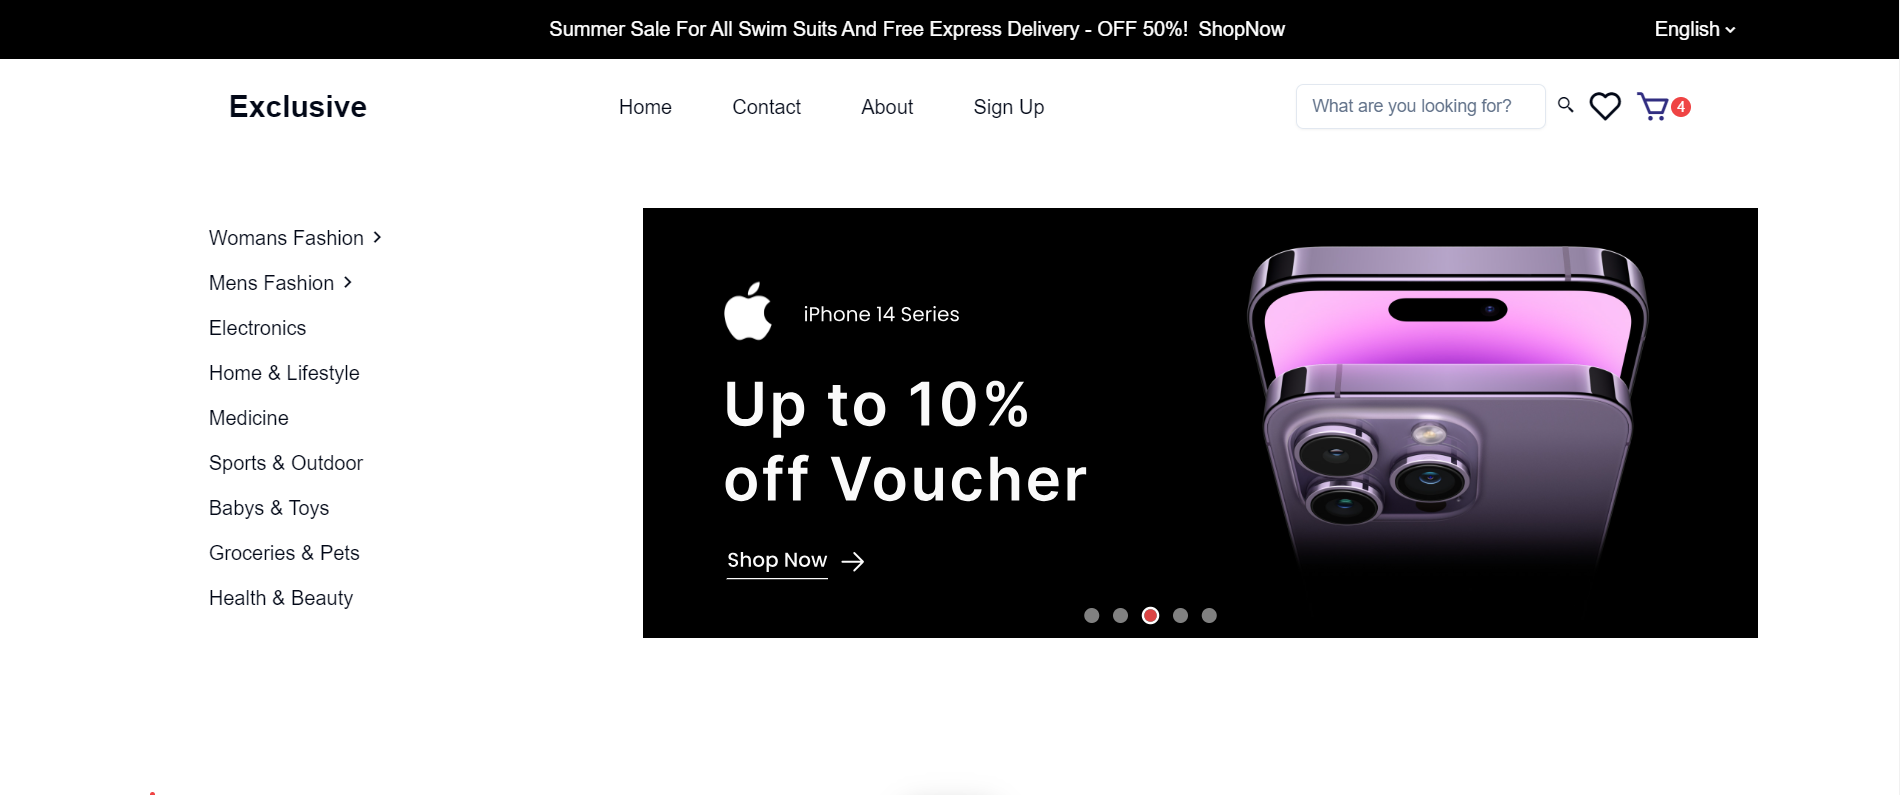 Summer Sale For All Swim Suits And Free Express Delivery - OFF 50%! ShopNow
English
Exclusive
Home
Contact
About
Sign Up
What are you looking for?
4
Womans Fashion
Mens Fashion
Electronics
Home & Lifestyle
Medicine
Sports & Outdoor
Babys & Toys
Groceries & Pets
Health & Beauty
iPhone 14 Series
Up to 10%
off Voucher
Shop Now